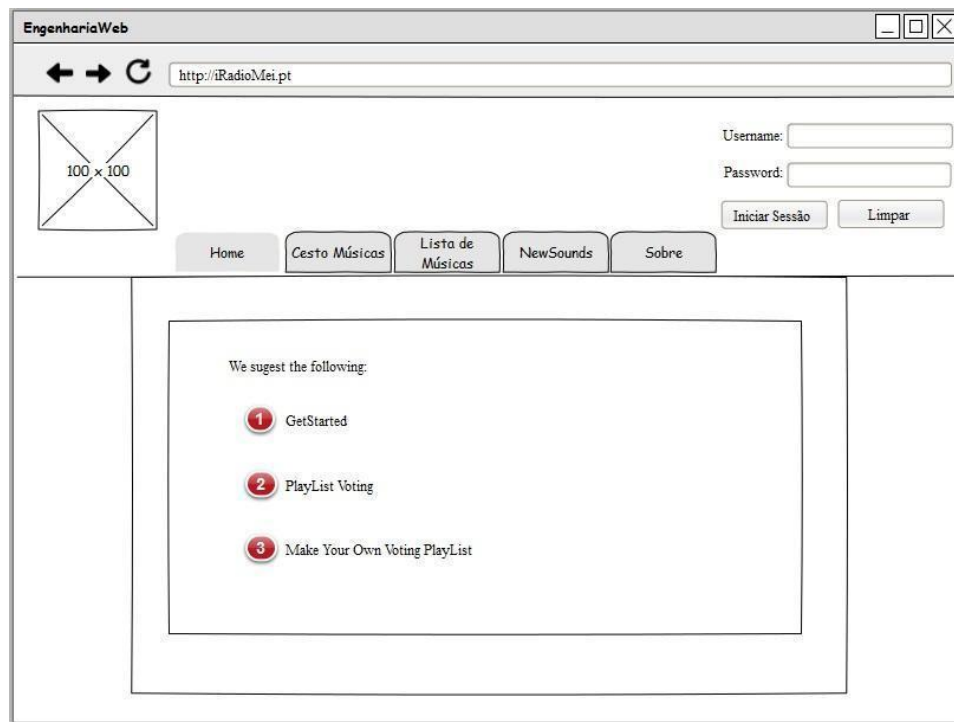 EngenhariaWeb
http://iRadioMei.pt
100 x 100
Username:
Password:
Iniciar Sessão
Limpar
Home
Cesto Músicas
Lista de
Músicas
NewSounds
Sobre
We sugest the following:
1 GetStarted
2 PlayList Voting
3 Make Your Own Voting PlayList